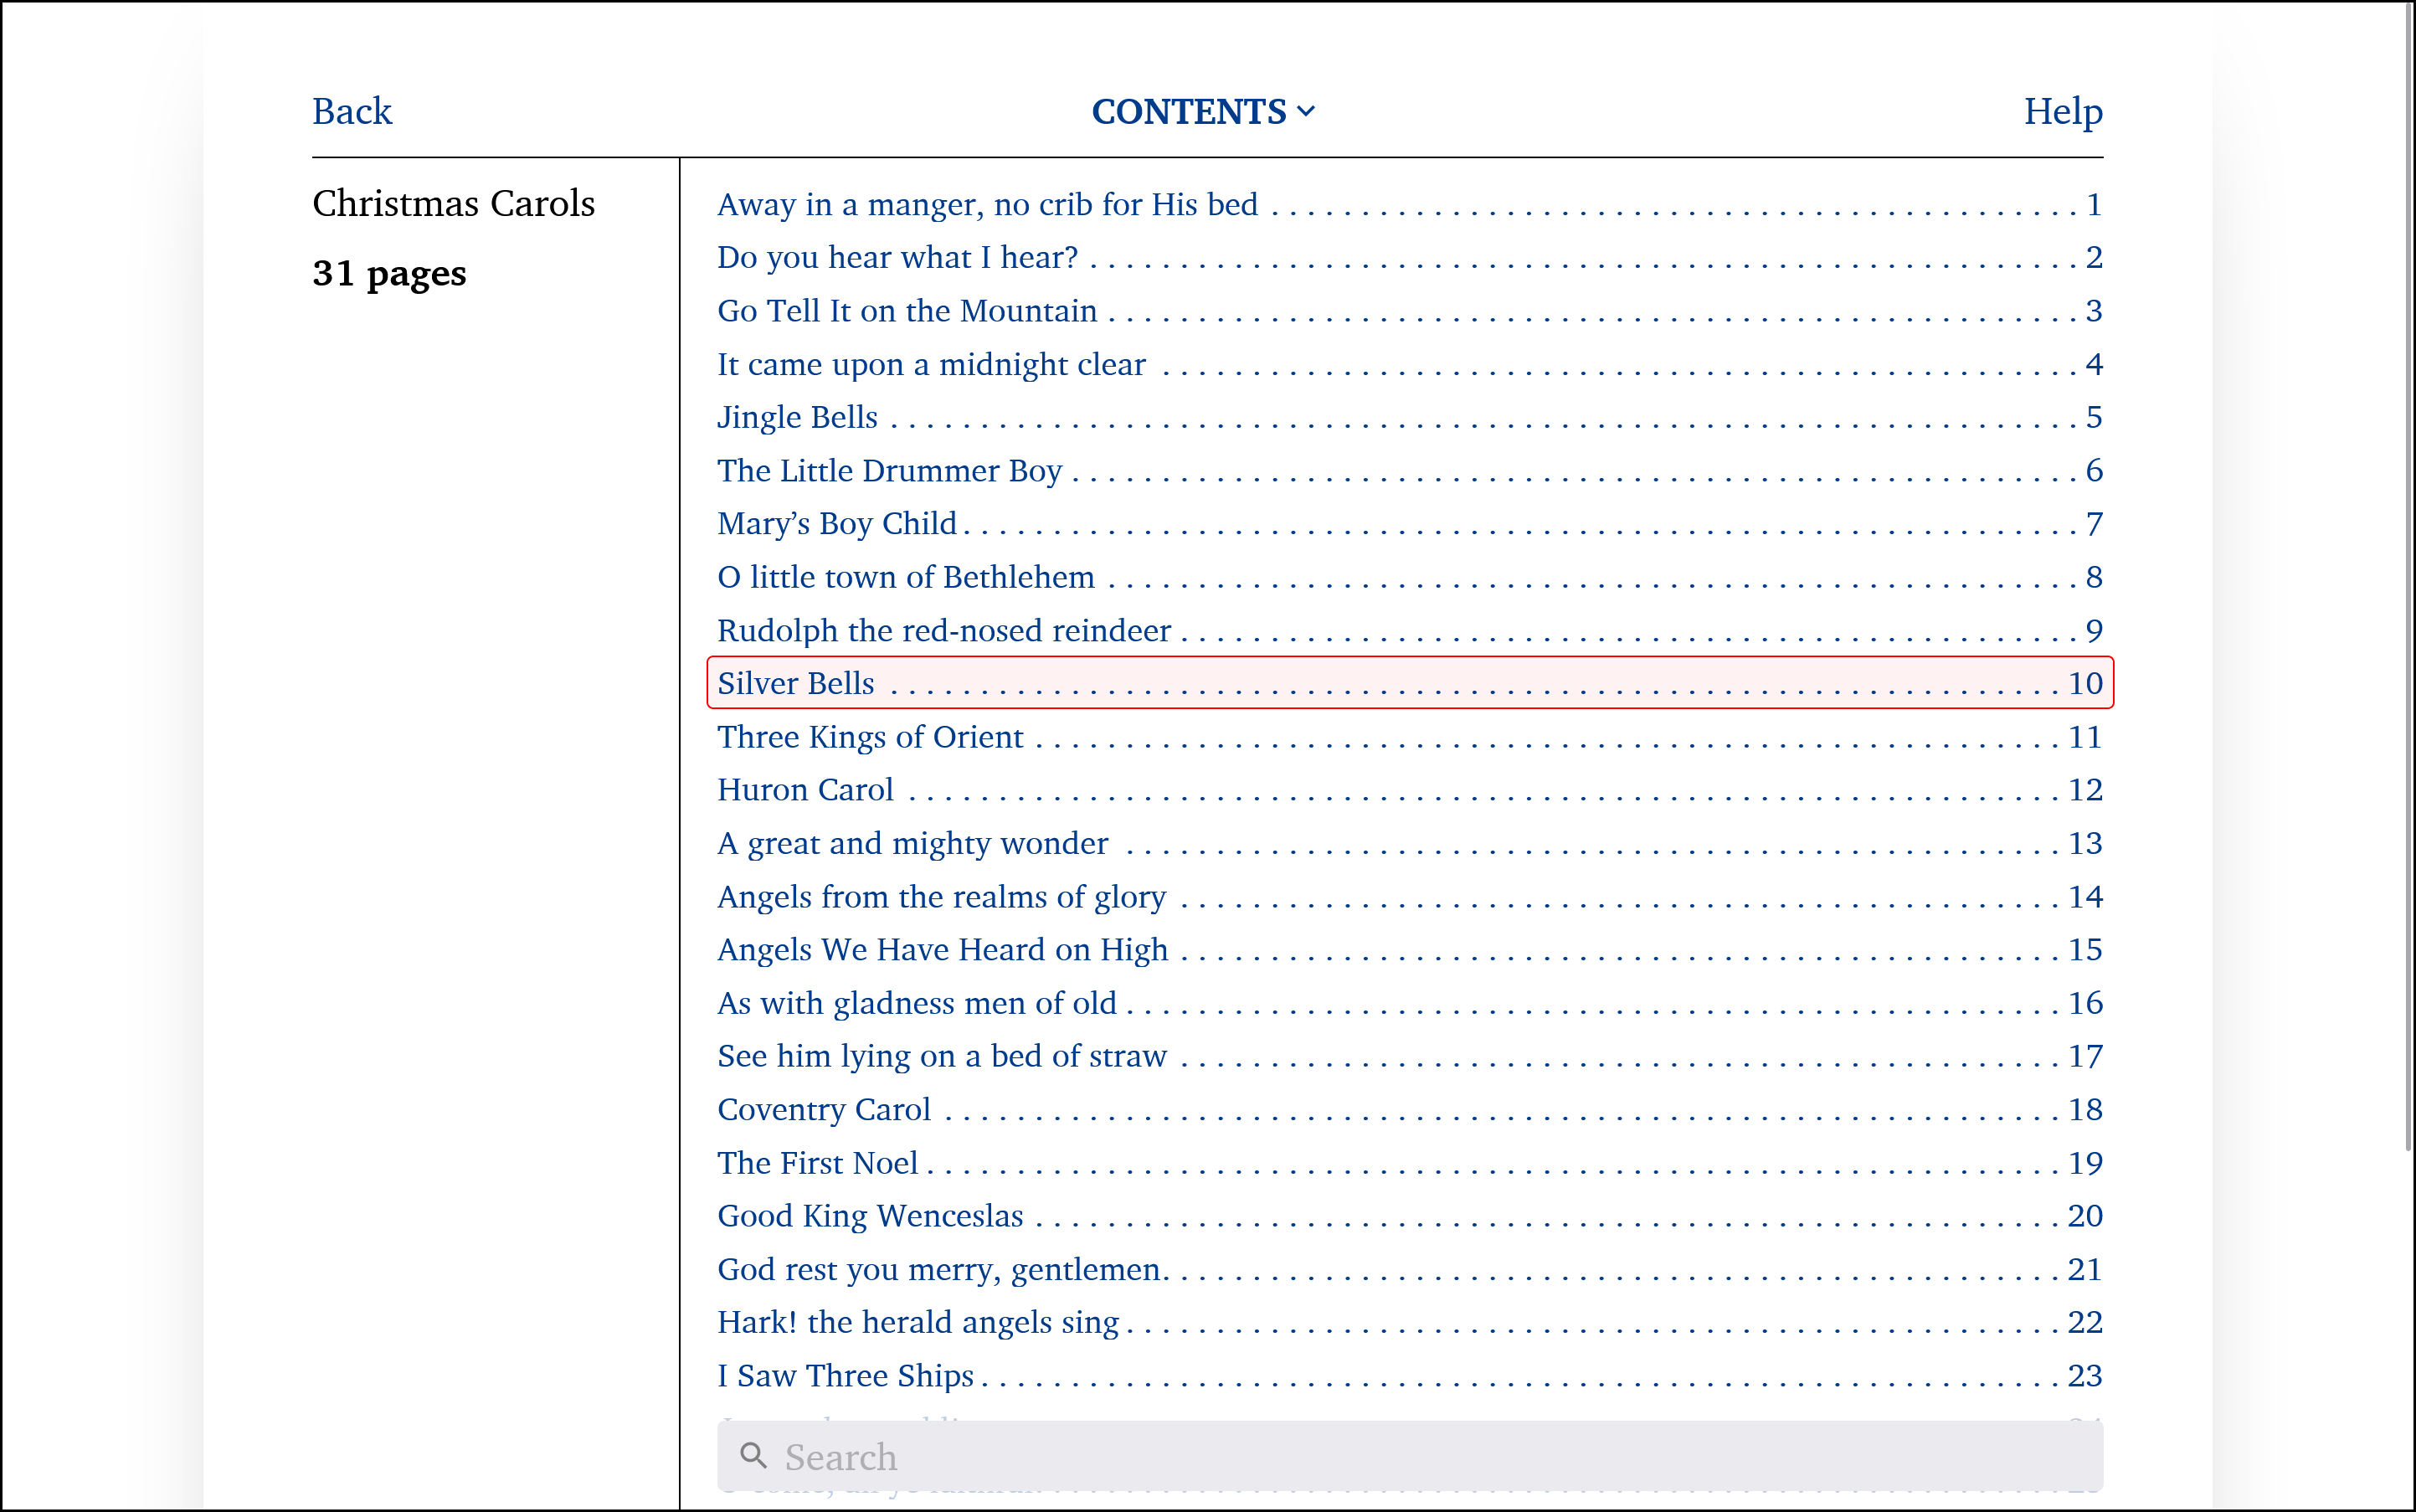 Back
CONTENTS
Help
Christmas Carols
31 pages
Away in a manger, no crib for His bed . . . . . . . . . . . . . . . . . . . . . . . . . . . . . . . . . . . . . . . . . . . . . 1
Do you hear what I hear? . . . . . . . . . . . . . . . . . . . . . . . . . . . . . . . . . . . . . . . . . . . . . . . . . . . . . . . 2
Go Tell It on the Mountain . . . . . . . . . . . . . . . . . . . . . . . . . . . . . . . . . . . . . . . . . . . . . . . . . . . . . . 3
It came upon a midnight clear . . . . . . . . . . . . . . . . . . . . . . . . . . . . . . . . . . . . . . . . . . . . . . . . . . . 4
Jingle Bells . . . . . . . . . . . . . . . . . . . . . . . . . . . . . . . . . . . . . . . . . . . . . . . . . . . . . . . . . . . . . . . . . . 5
The Little Drummer Boy . . . . . . . . . . . . . . . . . . . . . . . . . . . . . . . . . . . . . . . . . . . . . . . . . . . . . . . . 6
Mary’s Boy Child . . . . . . . . . . . . . . . . . . . . . . . . . . . . . . . . . . . . . . . . . . . . . . . . . . . . . . . . . . . . . . 7
O little town of Bethlehem . . . . . . . . . . . . . . . . . . . . . . . . . . . . . . . . . . . . . . . . . . . . . . . . . . . . . . 8
Rudolph the red-nosed reindeer . . . . . . . . . . . . . . . . . . . . . . . . . . . . . . . . . . . . . . . . . . . . . . . . . . 9
Silver Bells . . . . . . . . . . . . . . . . . . . . . . . . . . . . . . . . . . . . . . . . . . . . . . . . . . . . . . . . . . . . . . . . . 10
Three Kings of Orient . . . . . . . . . . . . . . . . . . . . . . . . . . . . . . . . . . . . . . . . . . . . . . . . . . . . . . . . . 11
Huron Carol . . . . . . . . . . . . . . . . . . . . . . . . . . . . . . . . . . . . . . . . . . . . . . . . . . . . . . . . . . . . . . . . 12
A great and mighty wonder . . . . . . . . . . . . . . . . . . . . . . . . . . . . . . . . . . . . . . . . . . . . . . . . . . . . 13
Angels from the realms of glory . . . . . . . . . . . . . . . . . . . . . . . . . . . . . . . . . . . . . . . . . . . . . . . . . 14
Angels We Have Heard on High . . . . . . . . . . . . . . . . . . . . . . . . . . . . . . . . . . . . . . . . . . . . . . . . . 15
As with gladness men of old . . . . . . . . . . . . . . . . . . . . . . . . . . . . . . . . . . . . . . . . . . . . . . . . . . . . 16
See him lying on a bed of straw . . . . . . . . . . . . . . . . . . . . . . . . . . . . . . . . . . . . . . . . . . . . . . . . . 17
Coventry Carol . . . . . . . . . . . . . . . . . . . . . . . . . . . . . . . . . . . . . . . . . . . . . . . . . . . . . . . . . . . . . . 18
The First Noel . . . . . . . . . . . . . . . . . . . . . . . . . . . . . . . . . . . . . . . . . . . . . . . . . . . . . . . . . . . . . . . 19
Good King Wenceslas . . . . . . . . . . . . . . . . . . . . . . . . . . . . . . . . . . . . . . . . . . . . . . . . . . . . . . . . . 20
God rest you merry, gentlemen . . . . . . . . . . . . . . . . . . . . . . . . . . . . . . . . . . . . . . . . . . . . . . . . . . 21
Hark! the herald angels sing . . . . . . . . . . . . . . . . . . . . . . . . . . . . . . . . . . . . . . . . . . . . . . . . . . . . 22
I Saw Three Ships . . . . . . . . . . . . . . . . . . . . . . . . . . . . . . . . . . . . . . . . . . . . . . . . . . . . . . . . . . . . 23
Search